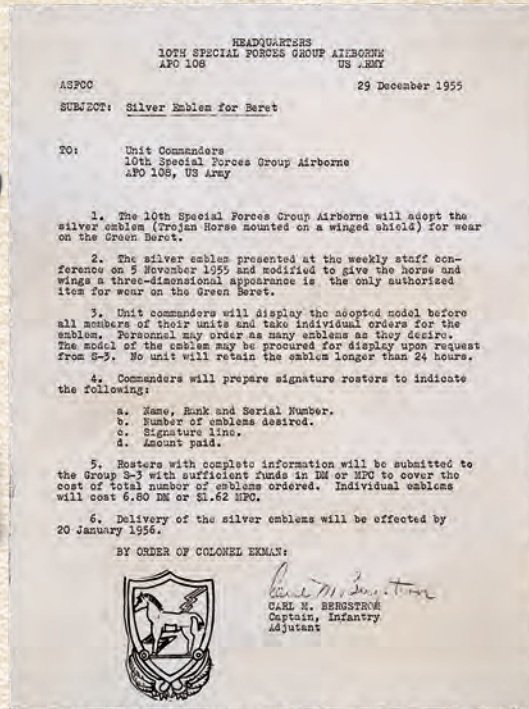 HEADQUARTERS
10TH SPECIAL FORCES GROUP AIRBORNE
APO 108 US ARMY
ASFCC 29 December 1955
SUBJECT: Silver Emblem for Beret
TO: Unit Commanders
10th Special Forces Group Airborne
APO 108, US Army
1. The 10th Special Forces Group Airborne will adopt the
silver emblem (Trojan Horse mounted on a winged shield) for wear
on the Green Beret.
2. The silver emblem presented at the weekly staff con-
ference on 5 November 1955 and modified to give the horse and
wings a three-dimensional appearance is the only authorized
item for wear on the Green Beret.
3. Unit commanders will display the adopted model before
all members of their units and take individual orders for the
emblem. Personnel may order as many emblems as they desire.
The model of the emblem may be procured for display upon request
from S-3. No unit will retain the emblem longer than 24 hours.
4. Commanders will prepare signature rosters to indicate
the following:
a. Name, Rank and Serial Number.
b. Number of emblems desired.
c. Signature line.
d. Amount paid.
5. Rosters with complete information will be submitted to
the Group S-3 with sufficient funds in DM or MPC to cover the
cost of total number of emblems ordered. Individual emblems
will cost 6.80 DM or $1.62 MPC.
6. Delivery of the silver emblems will be effected by
20 January 1956.
BY ORDER OF COLONEL EKMAN:
Carl M. Bergstrom
CARL M. BERGSTROM
Captain, Infantry
Adjutant